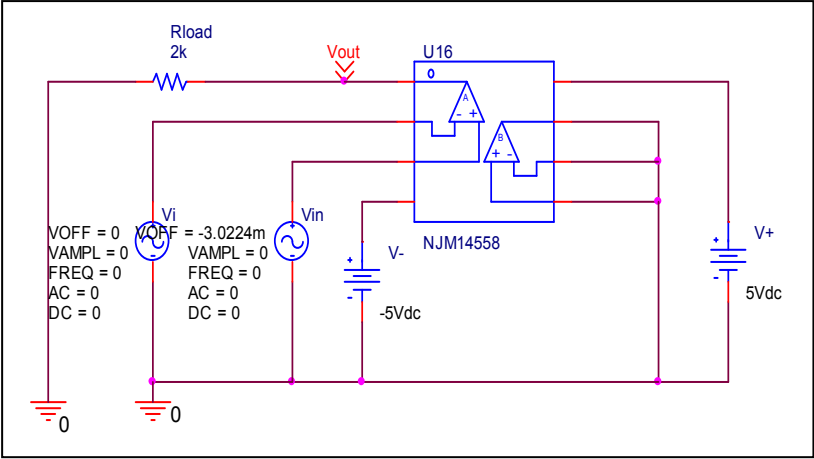 Rload
2k
Vout
U16
0
A
- +
B
+ -
NJM14558
Vi
+
-
VOFF = 0
VAMPL = 0
FREQ = 0
AC = 0
DC = 0
Vin
+
-
VOFF = -3.0224m
VAMPL = 0
FREQ = 0
AC = 0
DC = 0
V-
+
-
-5Vdc
V+
+
-
5Vdc
0
0